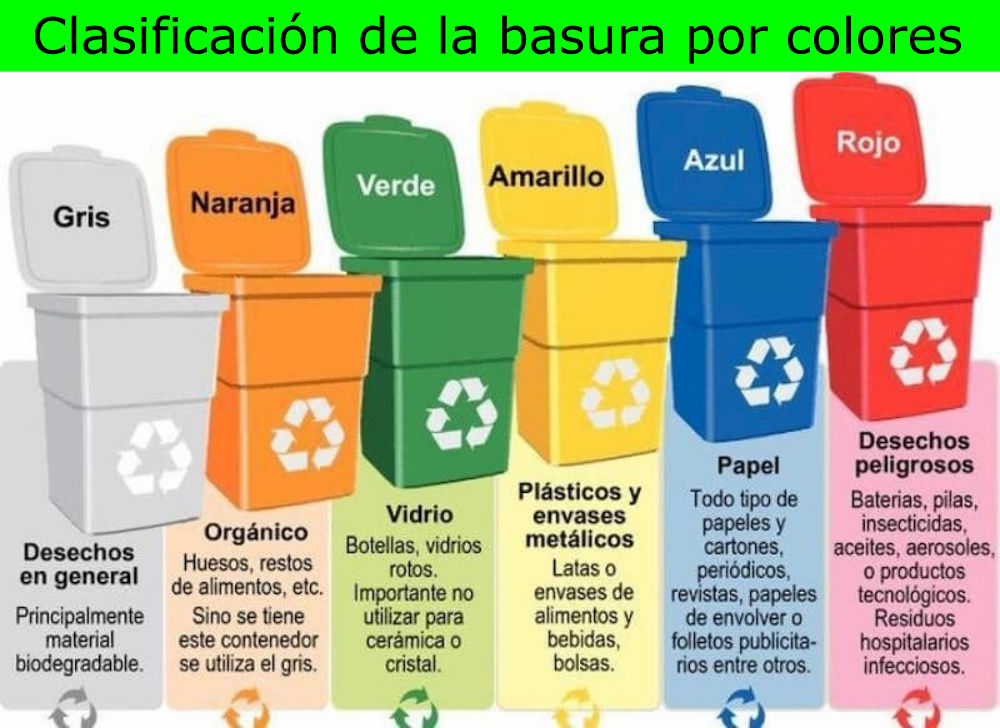 Clasificación de la basura por colores
Gris
Naranja
Verde
Amarillo
Azul
Rojo
Desechos
en general
Principalmente
material
biodegradable.
Orgánico
Huesos, restos
de alimentos, etc.
Sino se tiene
este contenedor
se utiliza el gris.
Vidrio
Botellas, vidrios
rotos.
Importante no
utilizar para
cerámica o
cristal.
Plásticos y
envases
metálicos
Latas o
envases de
alimentos y
bebidas,
bolsas.
Papel
Todo tipo de
papeles y
cartones,
periódicos,
revistas, papeles
de envolver o
folletos publicita-
rios entre otros.
Desechos
peligrosos
Baterias, pilas,
insecticidas,
aceites, aerosoles,
o productos
tecnológicos.
Residuos
hospitalarios
infecciosos.